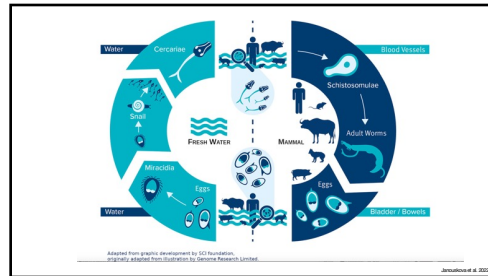 Water
Cercariae
Blood Vessels
Schistosomulae
Snail
Adult Worms
FRESH WATER
MAMMAL
Miracidia
Eggs
Eggs
Water
Bladder / Bowels
Adapted from graphic development by SCI foundation,
originally adapted from illustration by Genome Research Limited